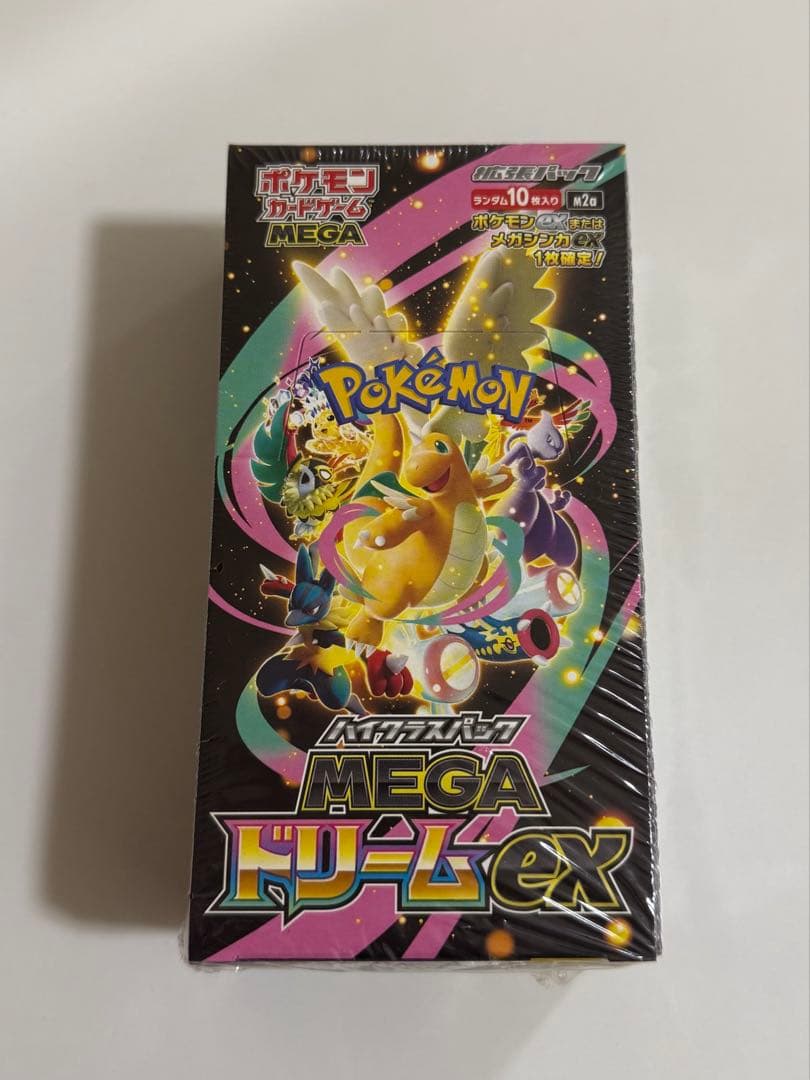 ポケモン
カードゲーム
MEGA
拡張パック
ランダム10枚入り M2a
ポケモンexまたは
メガシンカex
1枚確定!
POKéMON
TM
ハイクラスパック
MEGA
ドリームex